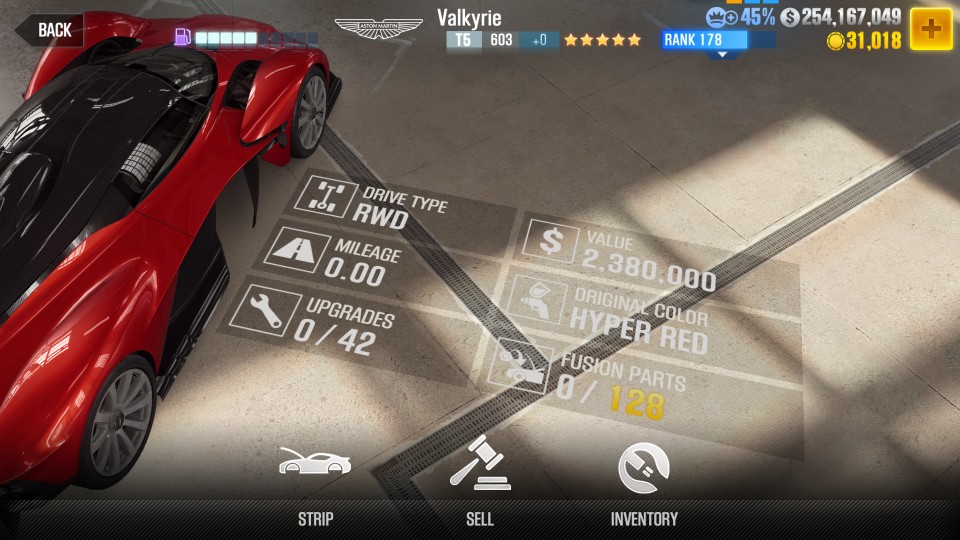 BACK
ASTON MARTIN
Valkyrie
T5 603 +0
RANK 178
45%
$ 254,167,049
31,018
+
DRIVE TYPE
RWD
MILEAGE
0.00
UPGRADES
0 / 42
$ VALUE
2,380,000
ORIGINAL COLOR
HYPER RED
FUSION PARTS
0 / 128
STRIP
SELL
INVENTORY